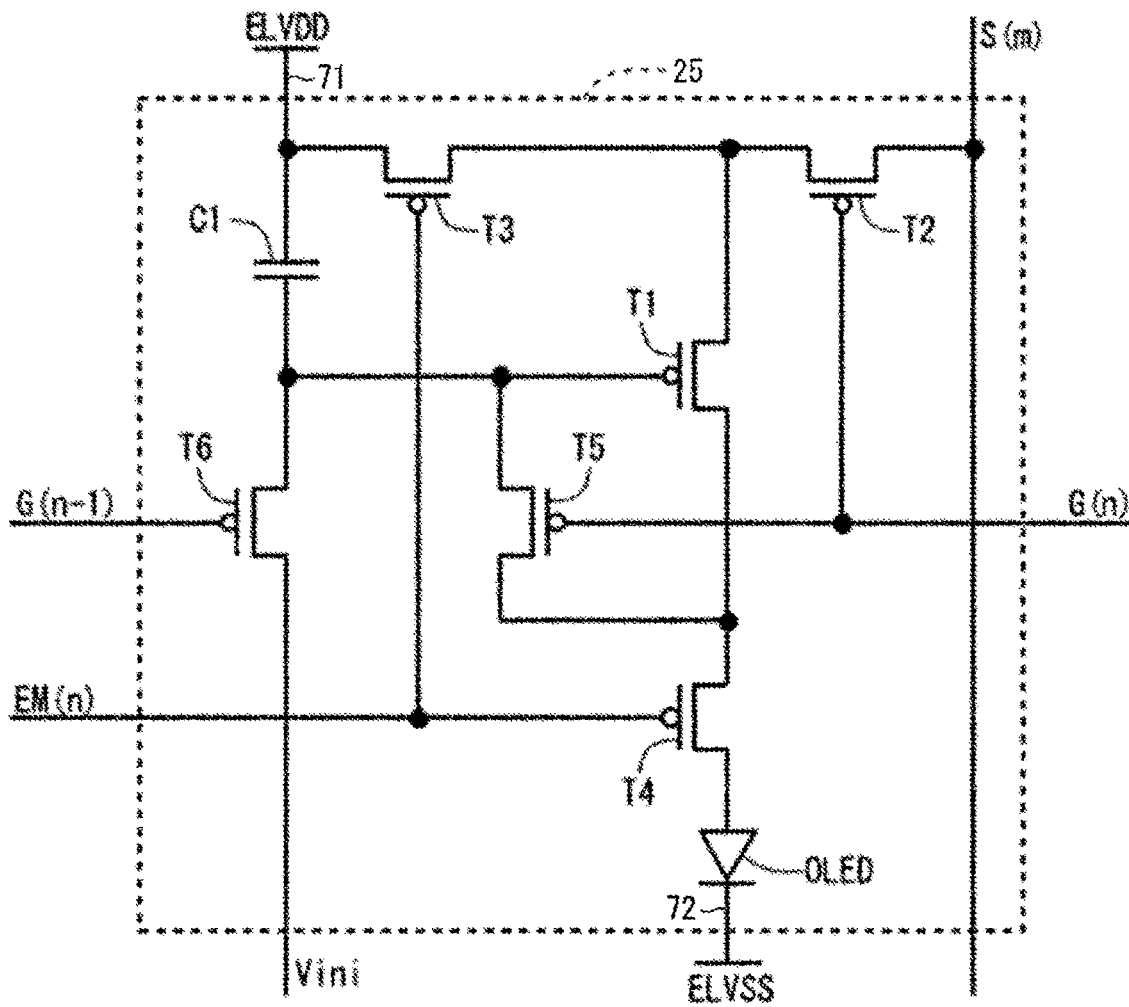 ELVDD
S(m)
71
25
C1
T3
T2
T1
T6
T5
G(n-1)
G(n)
EM(n)
T4
OLED
72
Vini
ELVSS